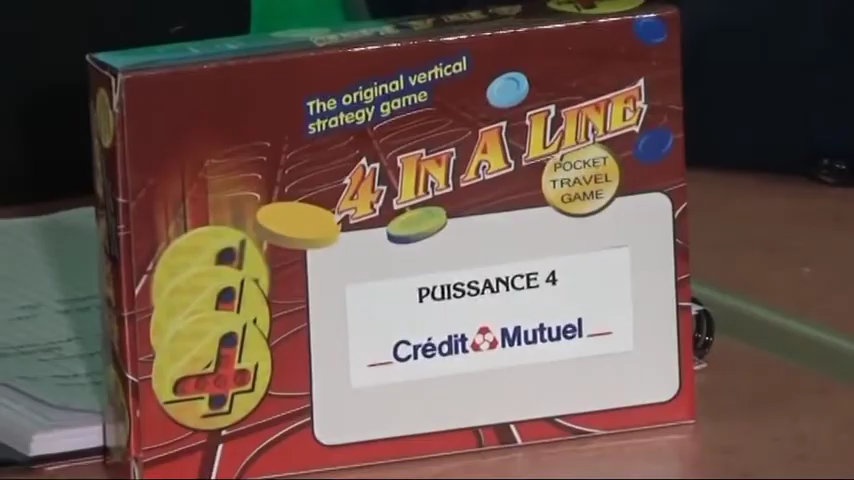 The original vertical
strategy game
4 IN A LINE
POCKET
TRAVEL
GAME
PUISSANCE 4
Crédit Mutuel